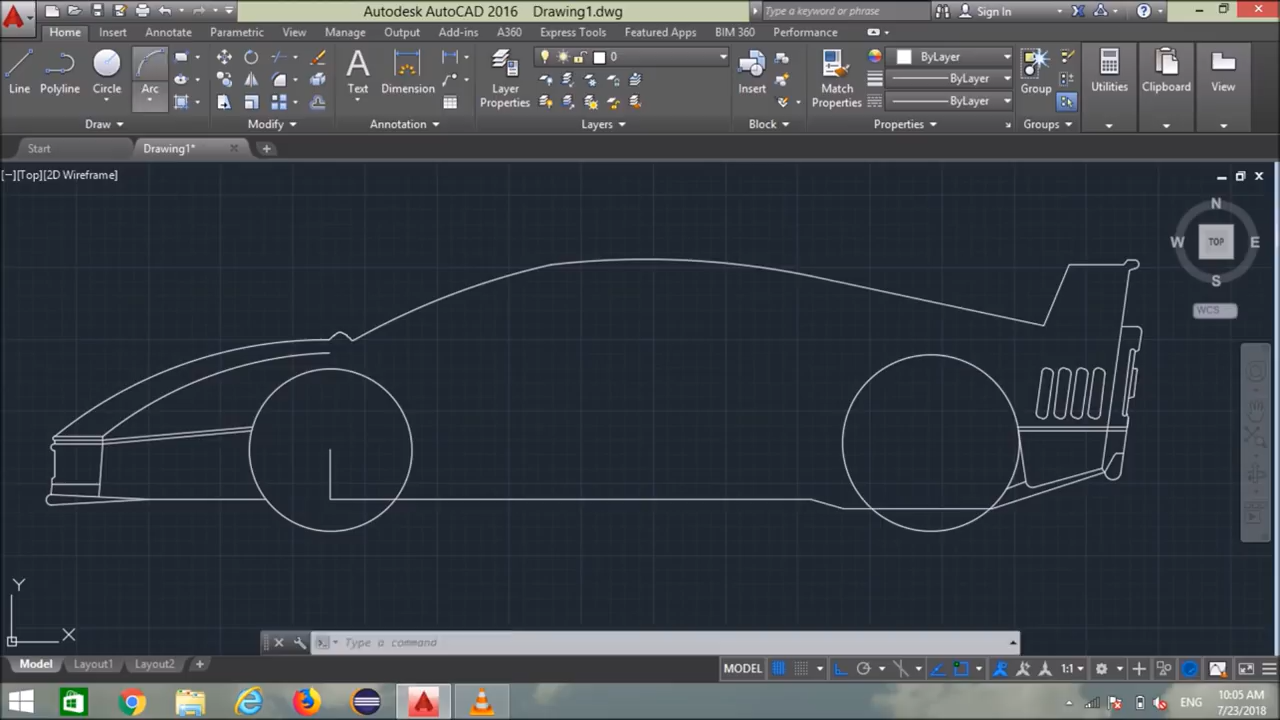 Autodesk AutoCAD 2016 Drawing1.dwg
Type a keyword or phrase
Sign In
Home Insert Annotate Parametric View Manage Output Add-ins A360 Express Tools Featured Apps BIM 360 Performance
Line Polyline Circle Arc
Text Dimension
Layer Properties
0
Insert
Match Properties
ByLayer
ByLayer
ByLayer
Group
Utilities Clipboard View
Draw Modify Annotation Layers Block Properties Groups
Start Drawing1*
[−][Top][2D Wireframe]
N
W TOP E
S
WCS
Y
X
Type a command
Model Layout1 Layout2 +
MODEL 1:1
ENG
10:05 AM
7/23/2018